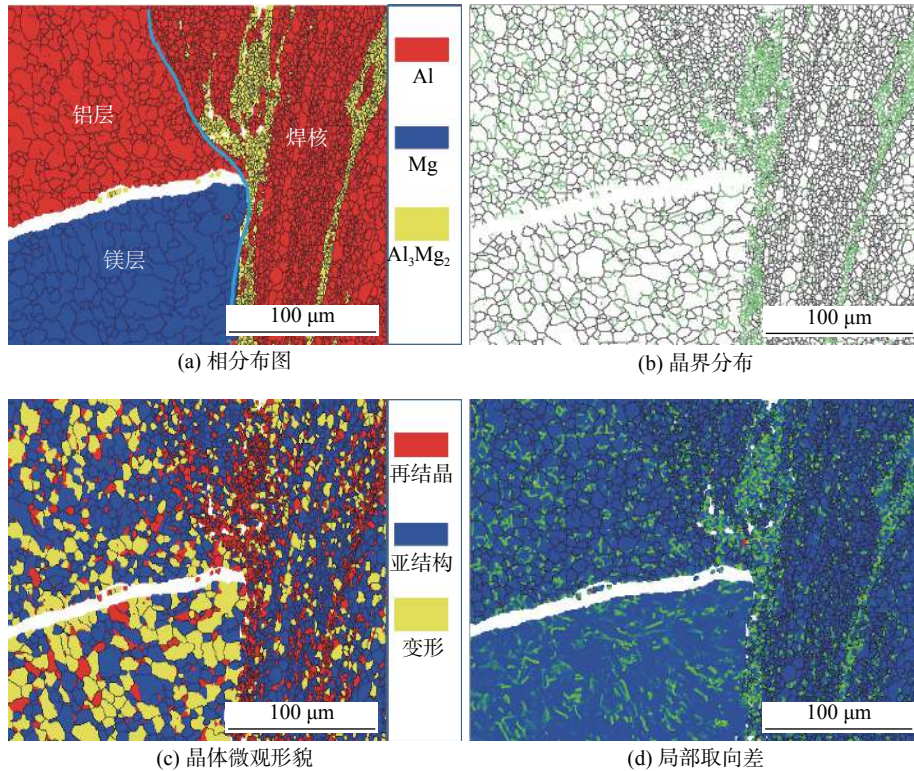 铝层
焊核
镁层
100 μm
Al
Mg
Al₃Mg₂
100 μm
(a) 相分布图
(b) 晶界分布
再结晶
亚结构
变形
100 μm
100 μm
(c) 晶体微观形貌
(d) 局部取向差